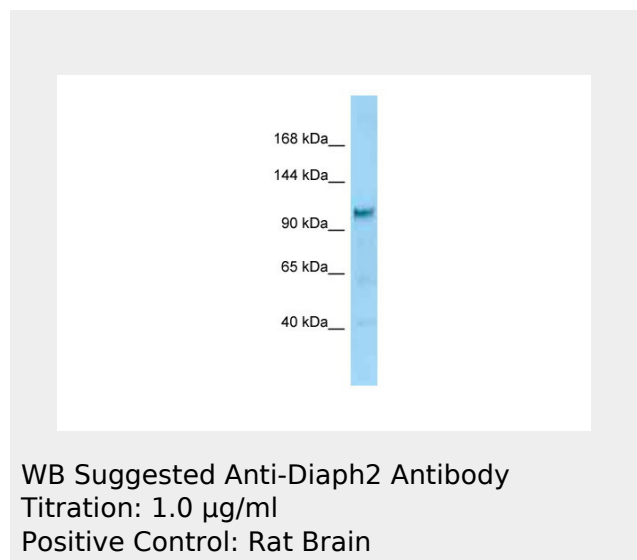 168 kDa__
144 kDa__
90 kDa__
65 kDa__
40 kDa__
WB Suggested Anti-Diaph2 Antibody
Titration: 1.0 µg/ml
Positive Control: Rat Brain